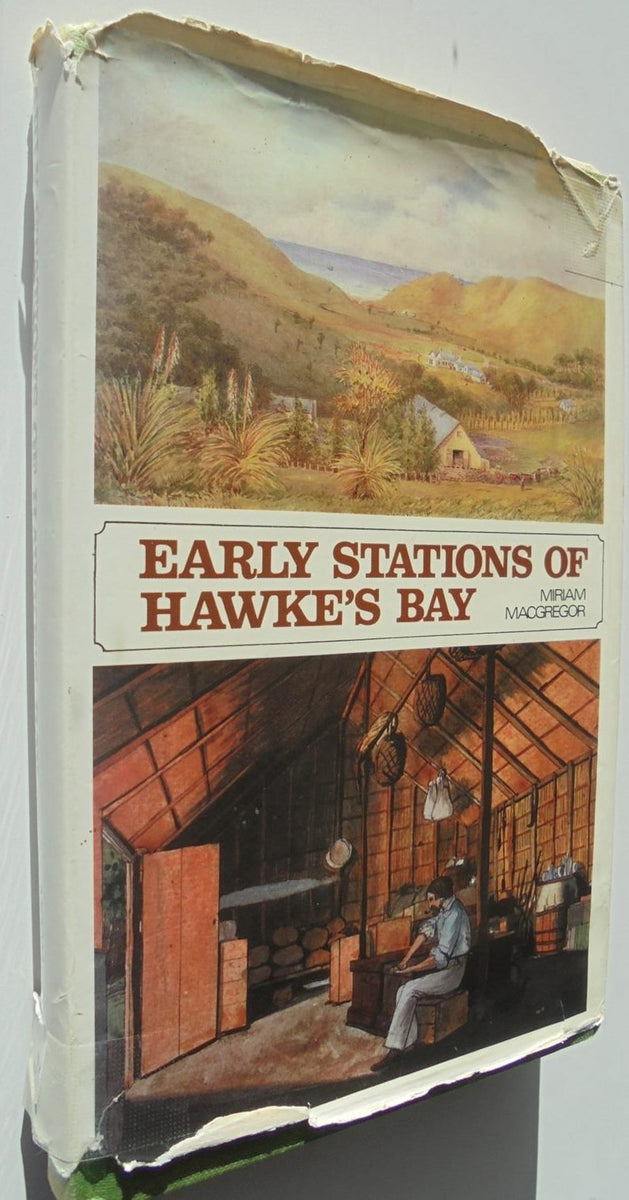 EARLY STATIONS OF
HAWKE'S BAY
MIRIAM
MACGREGOR